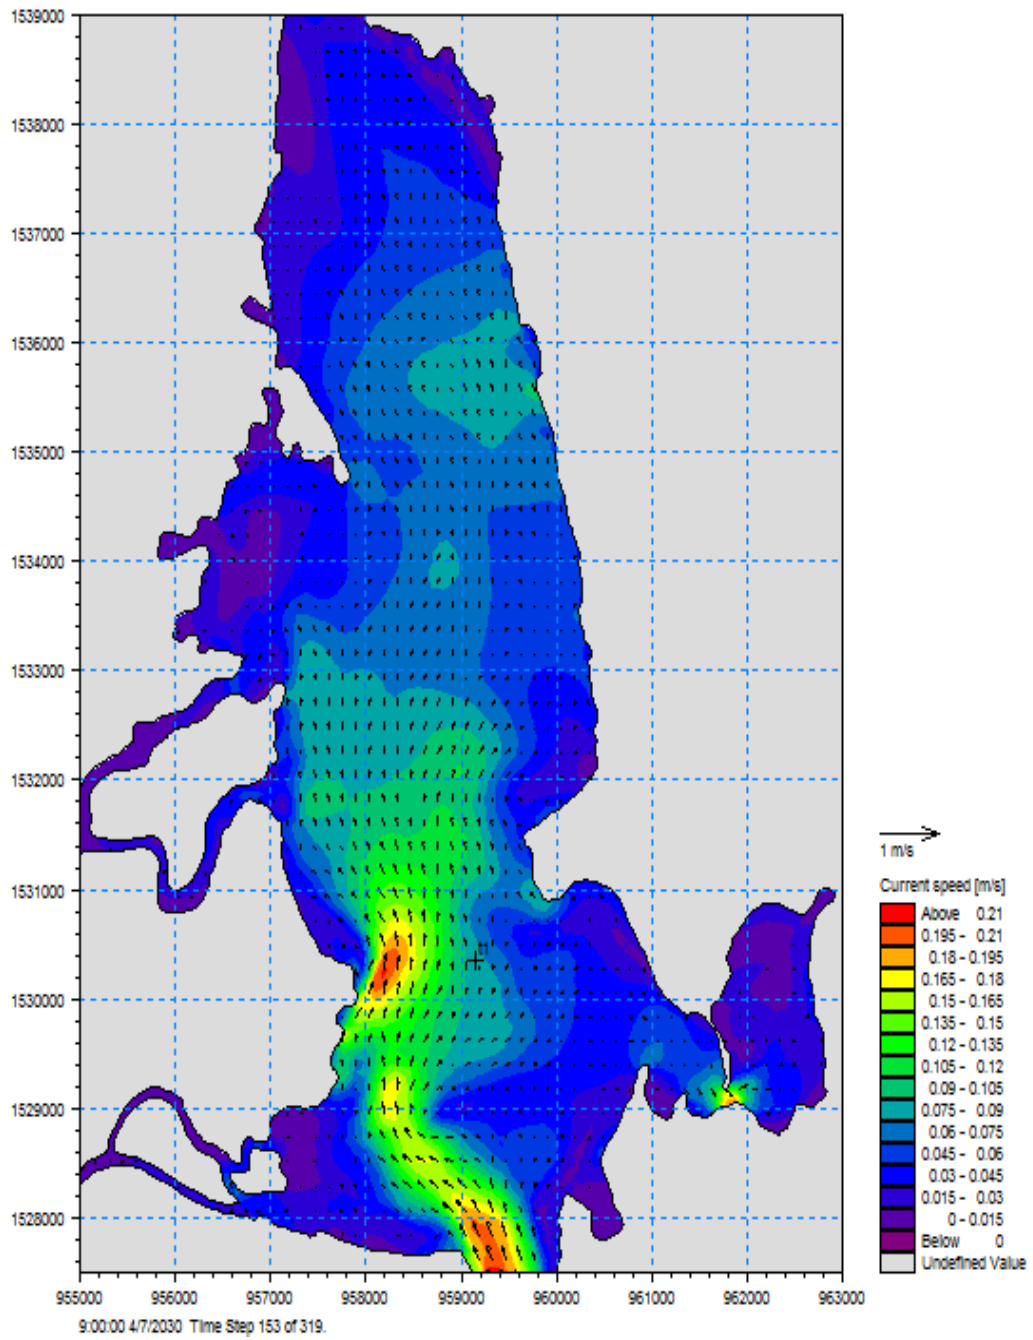 1539000
1538000
1537000
1536000
1535000
1534000
1533000
1532000
1531000
1530000
1529000
1528000
955000 956000 957000 958000 959000 960000 961000 962000 963000
9:00:00 4/7/2030 Time Step 153 of 319.
1 m/s
Current speed [m/s]
Above 0.21
0.195 - 0.21
0.18 - 0.195
0.165 - 0.18
0.15 - 0.165
0.135 - 0.15
0.12 - 0.135
0.105 - 0.12
0.09 - 0.105
0.075 - 0.09
0.06 - 0.075
0.045 - 0.06
0.03 - 0.045
0.015 - 0.03
0 - 0.015
Below 0
Undefined Value